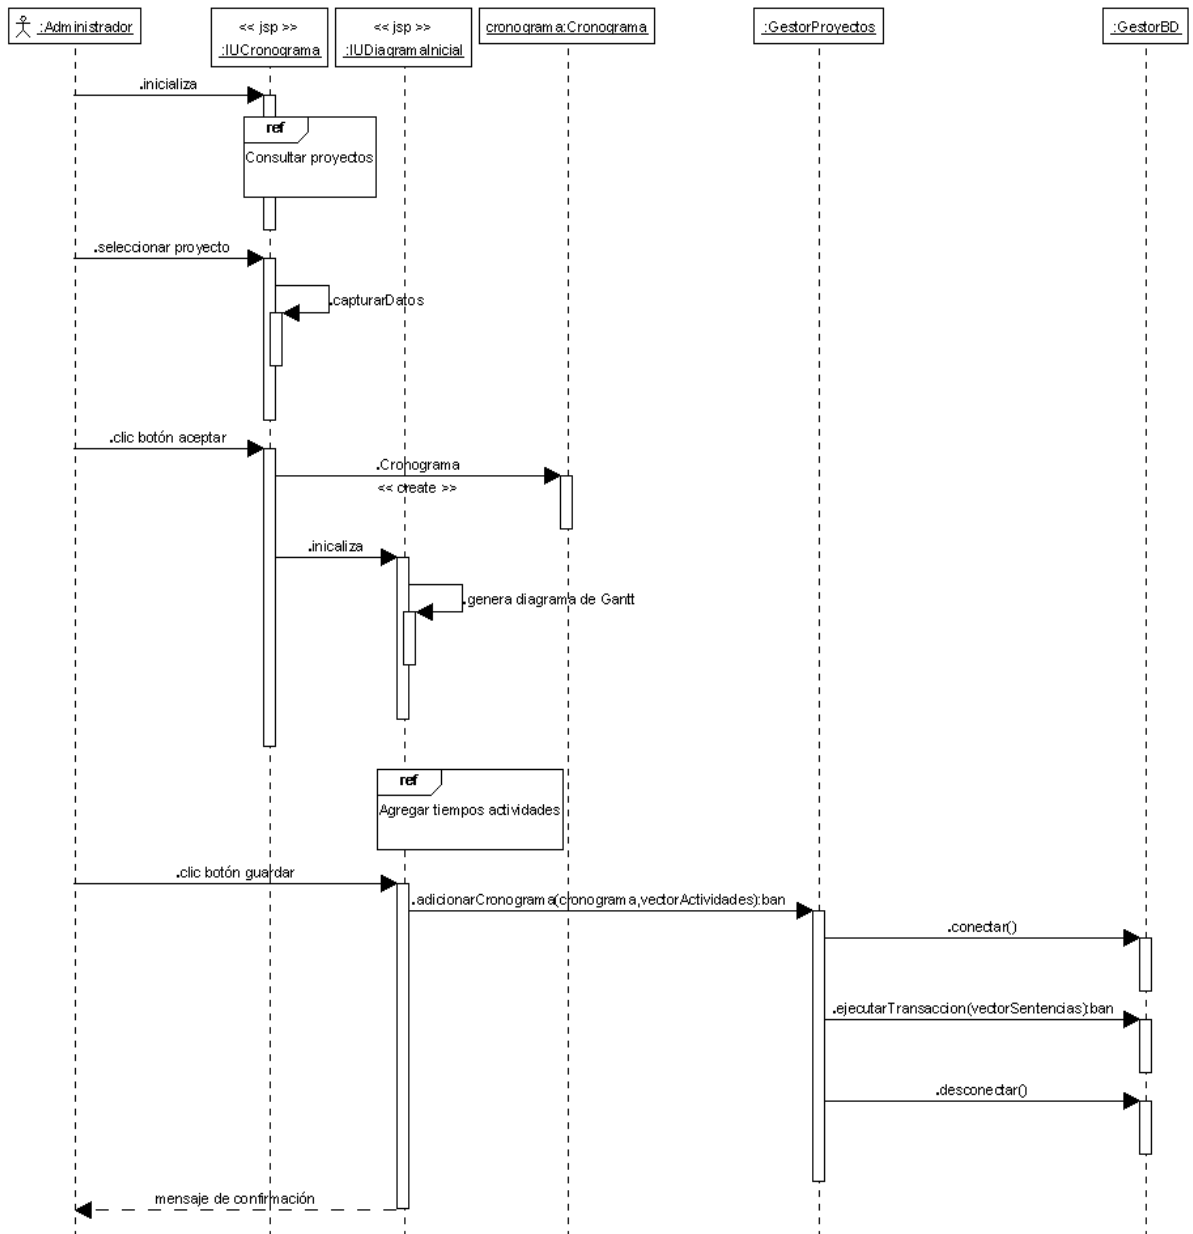 :Administrador
<< jsp >>
:IUCronograma
<< jsp >>
:IUDiagramaInicial
cronograma:Cronograma
:GestorProyectos
:GestorBD
.inicializa
ref
Consultar proyectos
.seleccionar proyecto
.capturarDatos
.clic botón aceptar
.Cronograma
<< create >>
.inicaliza
.genera diagrama de Gantt
ref
Agregar tiempos actividades
.clic botón guardar
.adicionarCronograma(cronograma,vectorActividades):ban
.conectar()
.ejecutarTransaccion(vectorSentencias):ban
.desconectar()
mensaje de confirmación